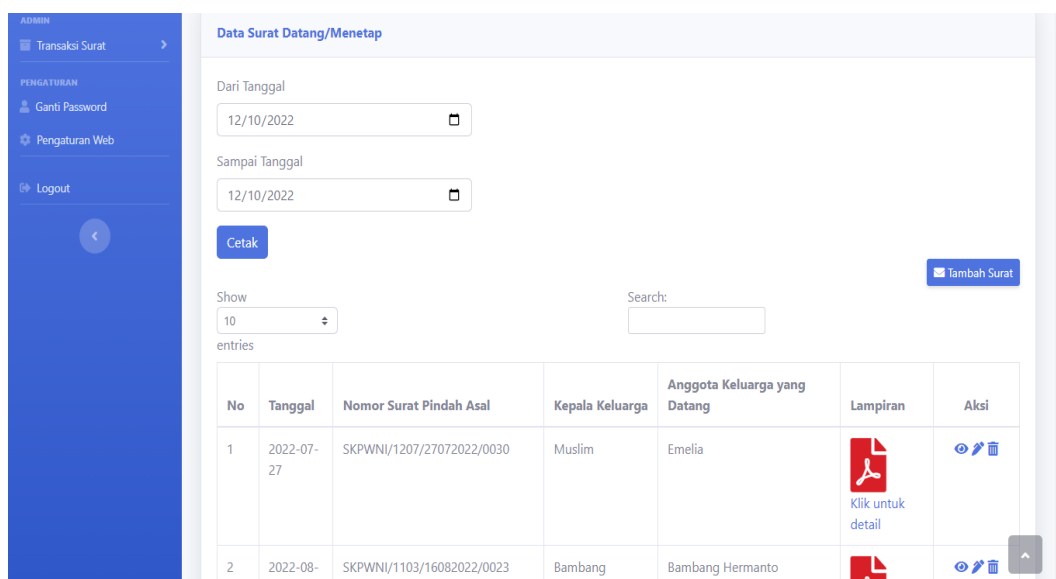 ADMIN
Transaksi Surat
PENGATURAN
Ganti Password
Pengaturan Web
Logout
Data Surat Datang/Menetap
Dari Tanggal
12/10/2022
Sampai Tanggal
12/10/2022
Cetak
Tambah Surat
Show
10
entries
Search:
No Tanggal Nomor Surat Pindah Asal Kepala Keluarga Anggota Keluarga yang
Datang Lampiran Aksi
1 2022-07- SKPWNI/1207/27072022/0030 Muslim Emelia
27
Klik untuk
detail
2 2022-08- SKPWNI/1103/16082022/0023 Bambang Bambang Hermanto